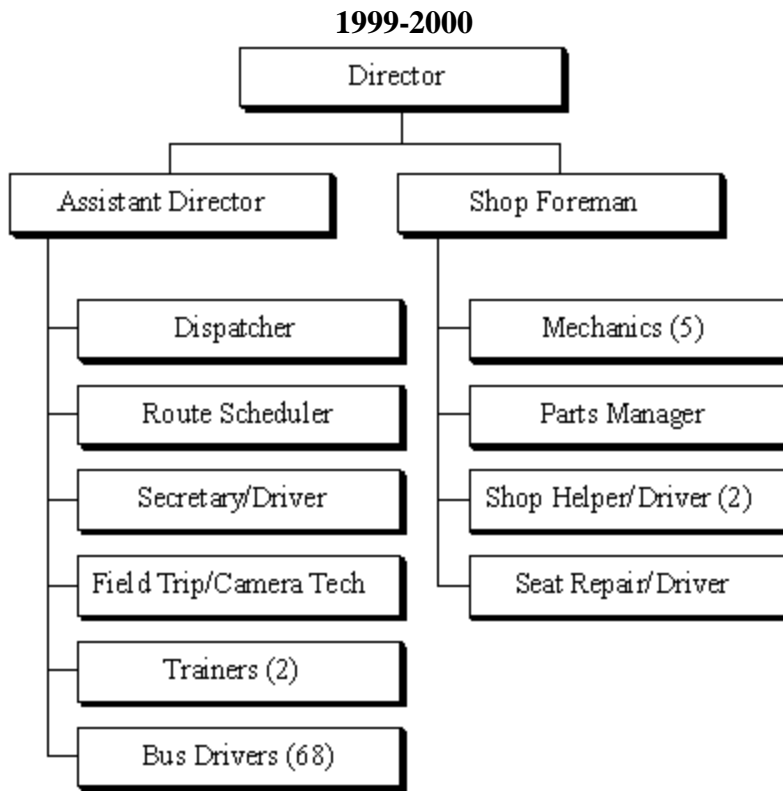 1999-2000
Director
Assistant Director
Shop Foreman
Dispatcher
Route Scheduler
Secretary/Driver
Field Trip/Camera Tech
Trainers (2)
Bus Drivers (68)
Mechanics (5)
Parts Manager
Shop Helper/Driver (2)
Seat Repair/Driver